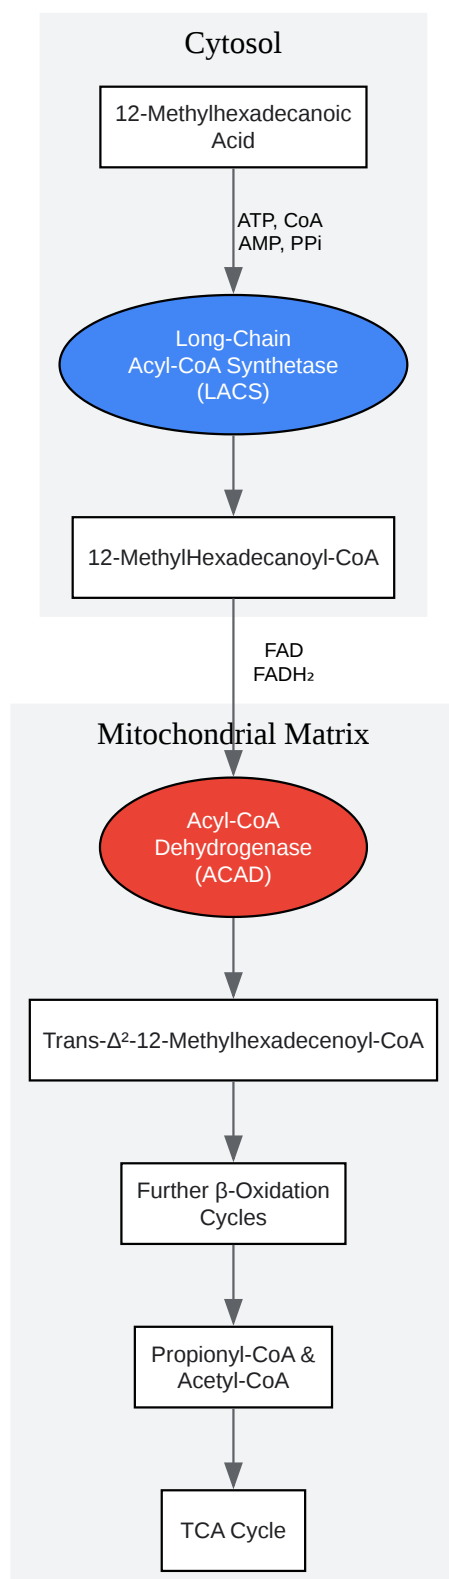 Cytosol
12-Methylhexadecanoic
Acid
ATP, CoA
AMP, PPi
Long-Chain
Acyl-CoA Synthetase
(LACS)
12-MethylHexadecanoyl-CoA
FAD
FADH₂
Mitochondrial Matrix
Acyl-CoA
Dehydrogenase
(ACAD)
Trans-Δ²-12-Methylhexadecenoyl-CoA
Further β-Oxidation
Cycles
Propionyl-CoA &
Acetyl-CoA
TCA Cycle